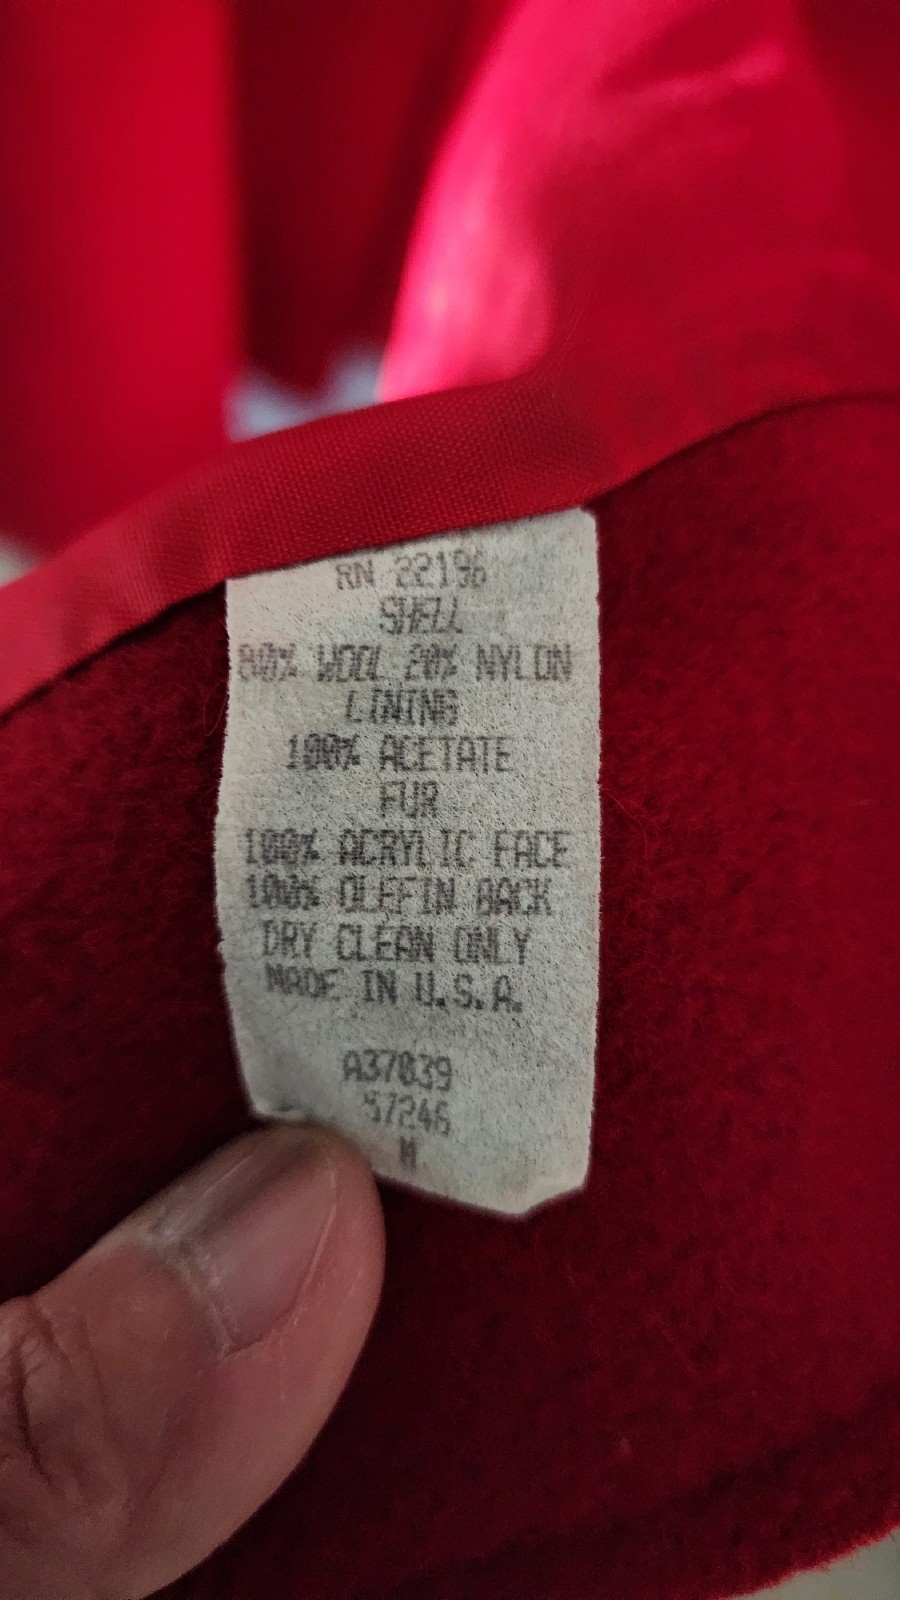 RN 22196
SHELL
80% WOOL 20% NYLON
LINING
100% ACETATE
FUR
100% ACRYLIC FACE
100% OLEFIN BACK
DRY CLEAN ONLY
MADE IN U.S.A.
A37839
57246
M